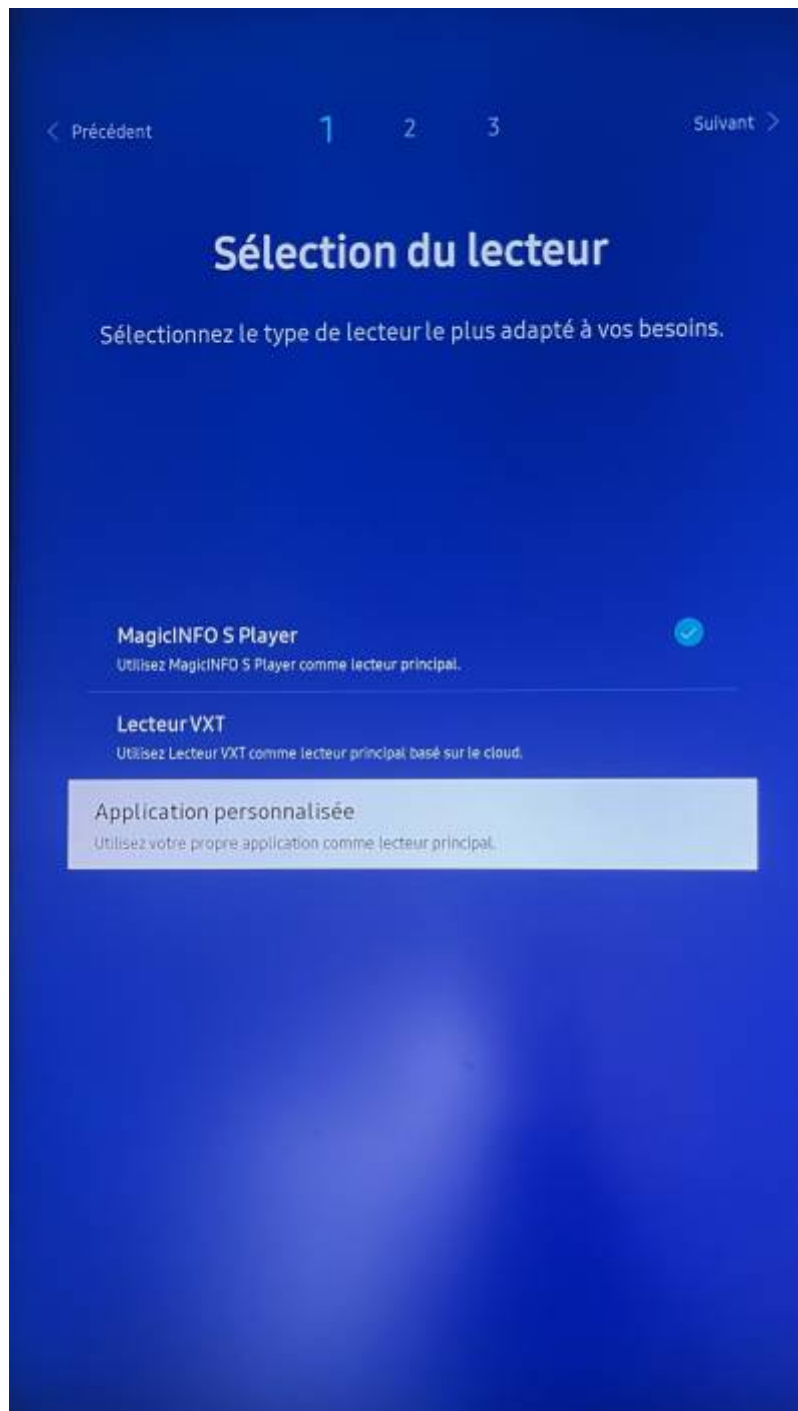 Précédent 1 2 3 Suivant
Sélection du lecteur
Sélectionnez le type de lecteur le plus adapté à vos besoins.
MagicINFO S Player
Utilisez MagicINFO S Player comme lecteur principal.
Lecteur VXT
Utilisez Lecteur VXT comme lecteur principal basé sur le cloud.
Application personnalisée
Utilisez votre propre application comme lecteur principal.